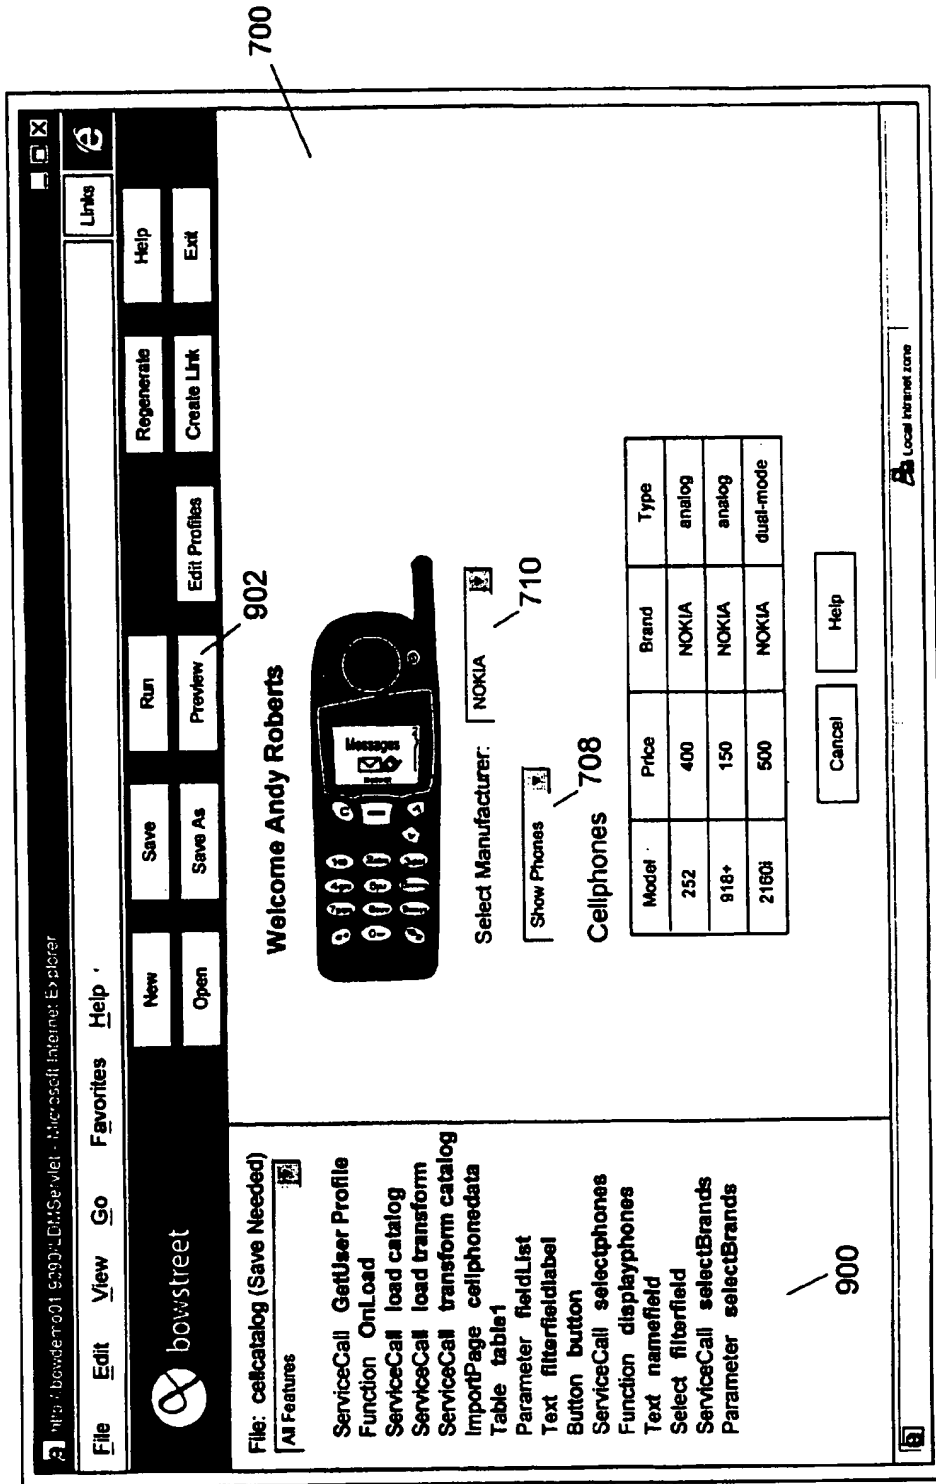 bowdemo01:9090/LDMServlet - Microsoft Internet Explorer
File Edit View Go Favorites Help
Links
bowstreet
New Save Run Regenerate Help
Open Save As Preview Edit Profiles Create Link Exit
902
700
File: cellcatalog (Save Needed)
All Features
ServiceCall GetUser Profile
Function OnLoad
ServiceCall load catalog
ServiceCall load transform
ServiceCall transform catalog
ImportPage cellphonedata
Table table1
Parameter fieldList
Text filterfieldlabel
Button button
ServiceCall selectphones
Function displayphones
Text namefield
Select filterfield
ServiceCall selectBrands
Parameter selectBrands
900
Welcome Andy Roberts
Messages
Select Manufacturer: NOKIA
710
Show Phones
708
Cellphones
Model Price Brand Type
252 400 NOKIA analog
918+ 150 NOKIA analog
2160i 500 NOKIA dual-mode
Cancel Help
Local intranet zone